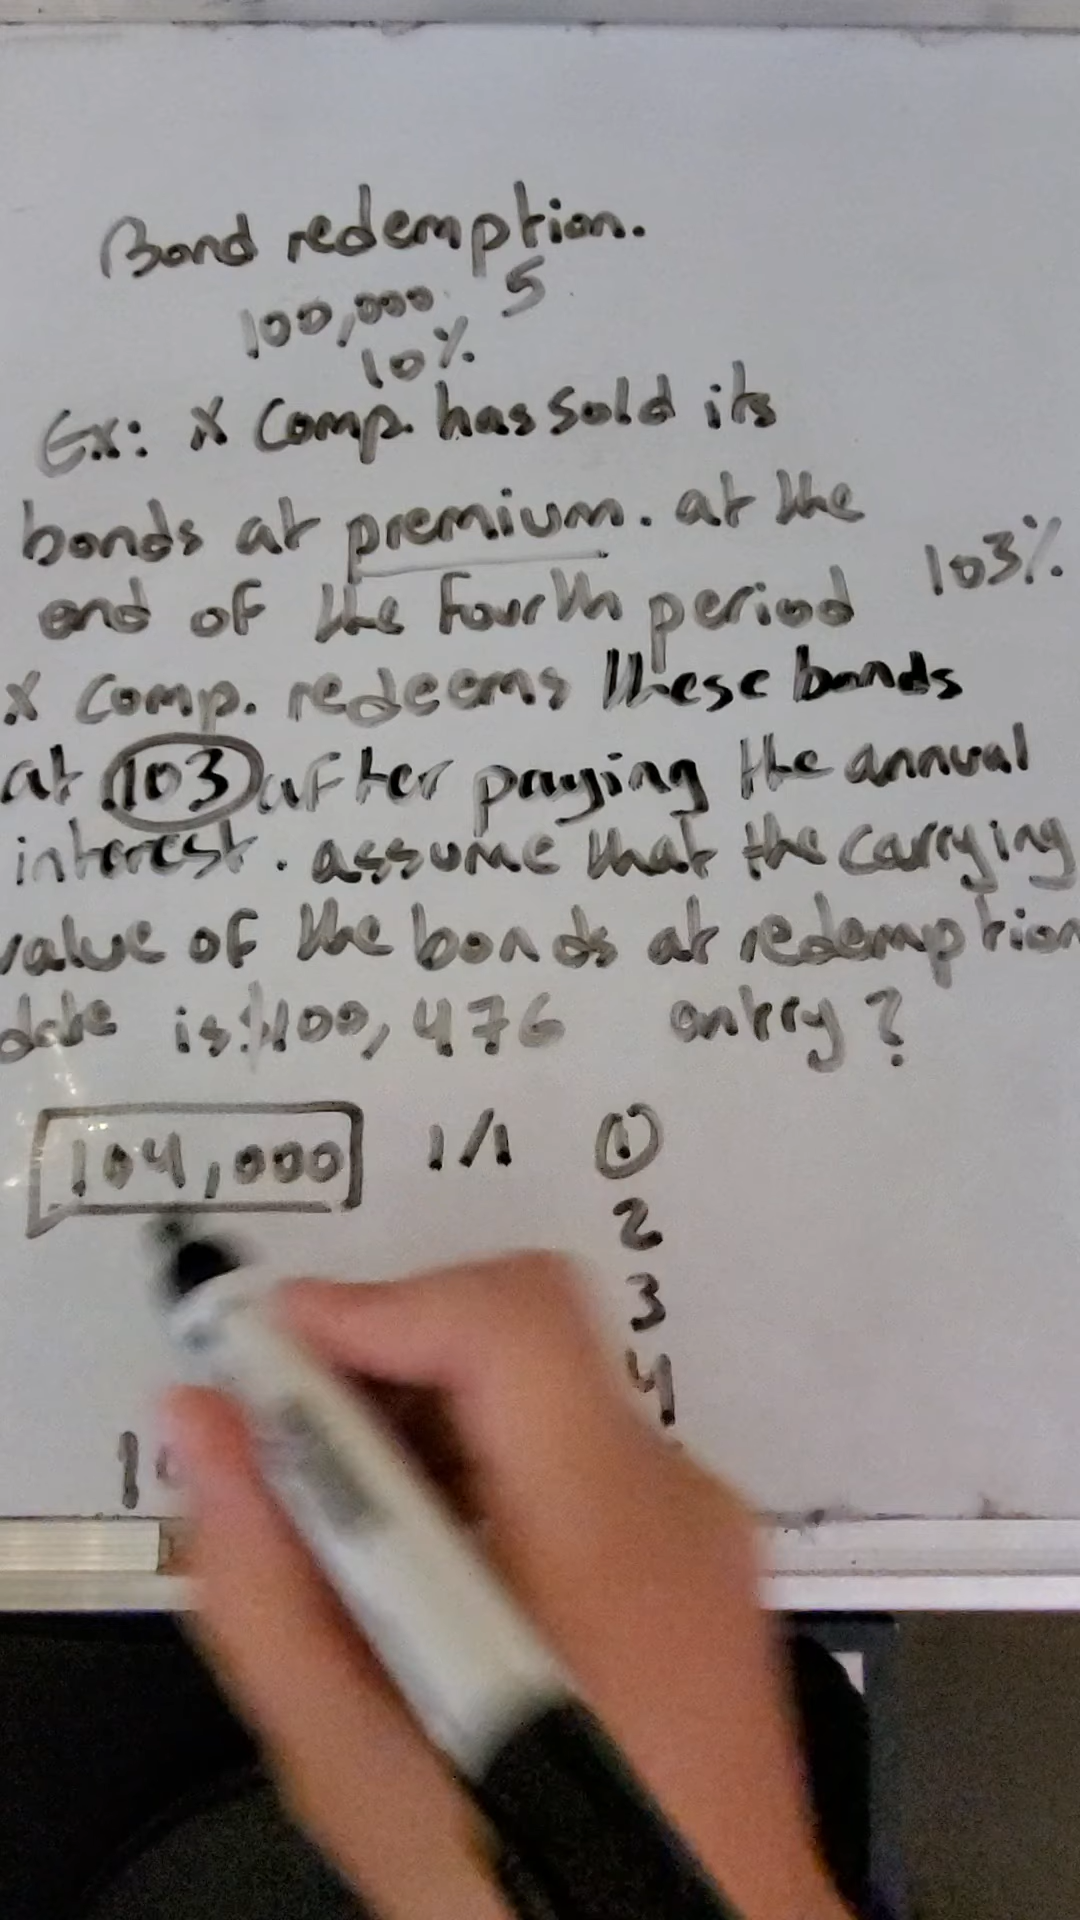 Bond redemption.
100,000 5
10%
Ex: X Comp. has sold its
bonds at premium. at the
end of the fourth period 103%
X Comp. redeems these bonds
at 103 after paying the annual
interest. assume that the carrying
value of the bonds at redemption
date is: $100,476 entry?
104,000 1/1 1
2
3
4